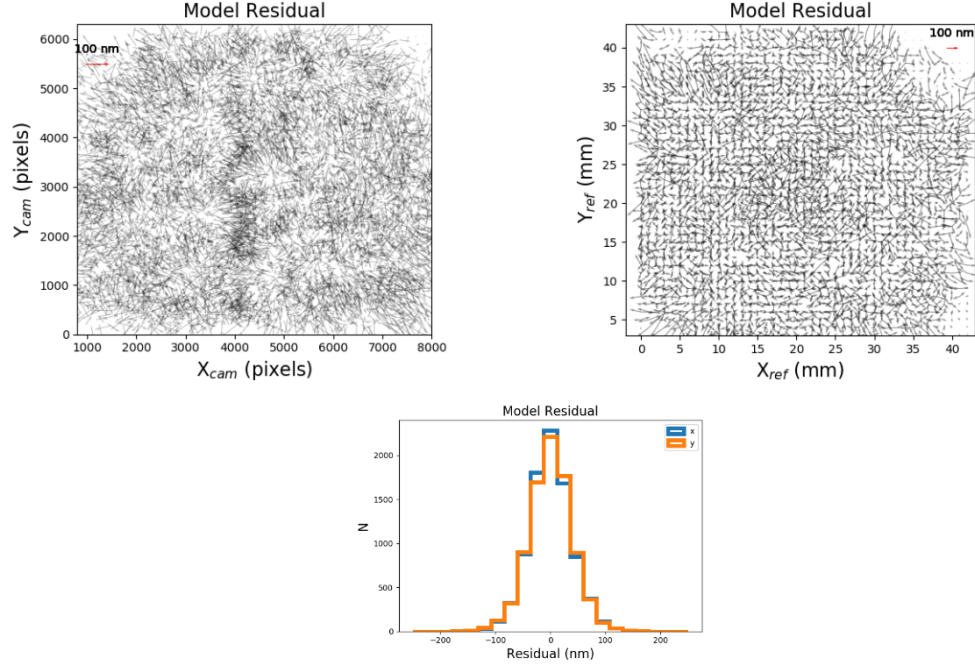 Model Residual
6000
100 nm
5000
4000
3000
2000
1000
0
Y_cam (pixels)
1000 2000 3000 4000 5000 6000 7000 8000
X_cam (pixels)
Model Residual
100 nm
40
35
30
25
20
15
10
5
Y_ref (mm)
0 5 10 15 20 25 30 35 40
X_ref (mm)
Model Residual
x
y
2000
1500
1000
500
0
N
−200 −100 0 100 200
Residual (nm)